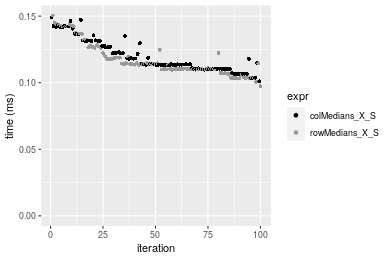 0.15
0.10
0.05
0.00
time (ms)
0
25
50
75
100
iteration
expr
colMedians_X_S
rowMedians_X_S